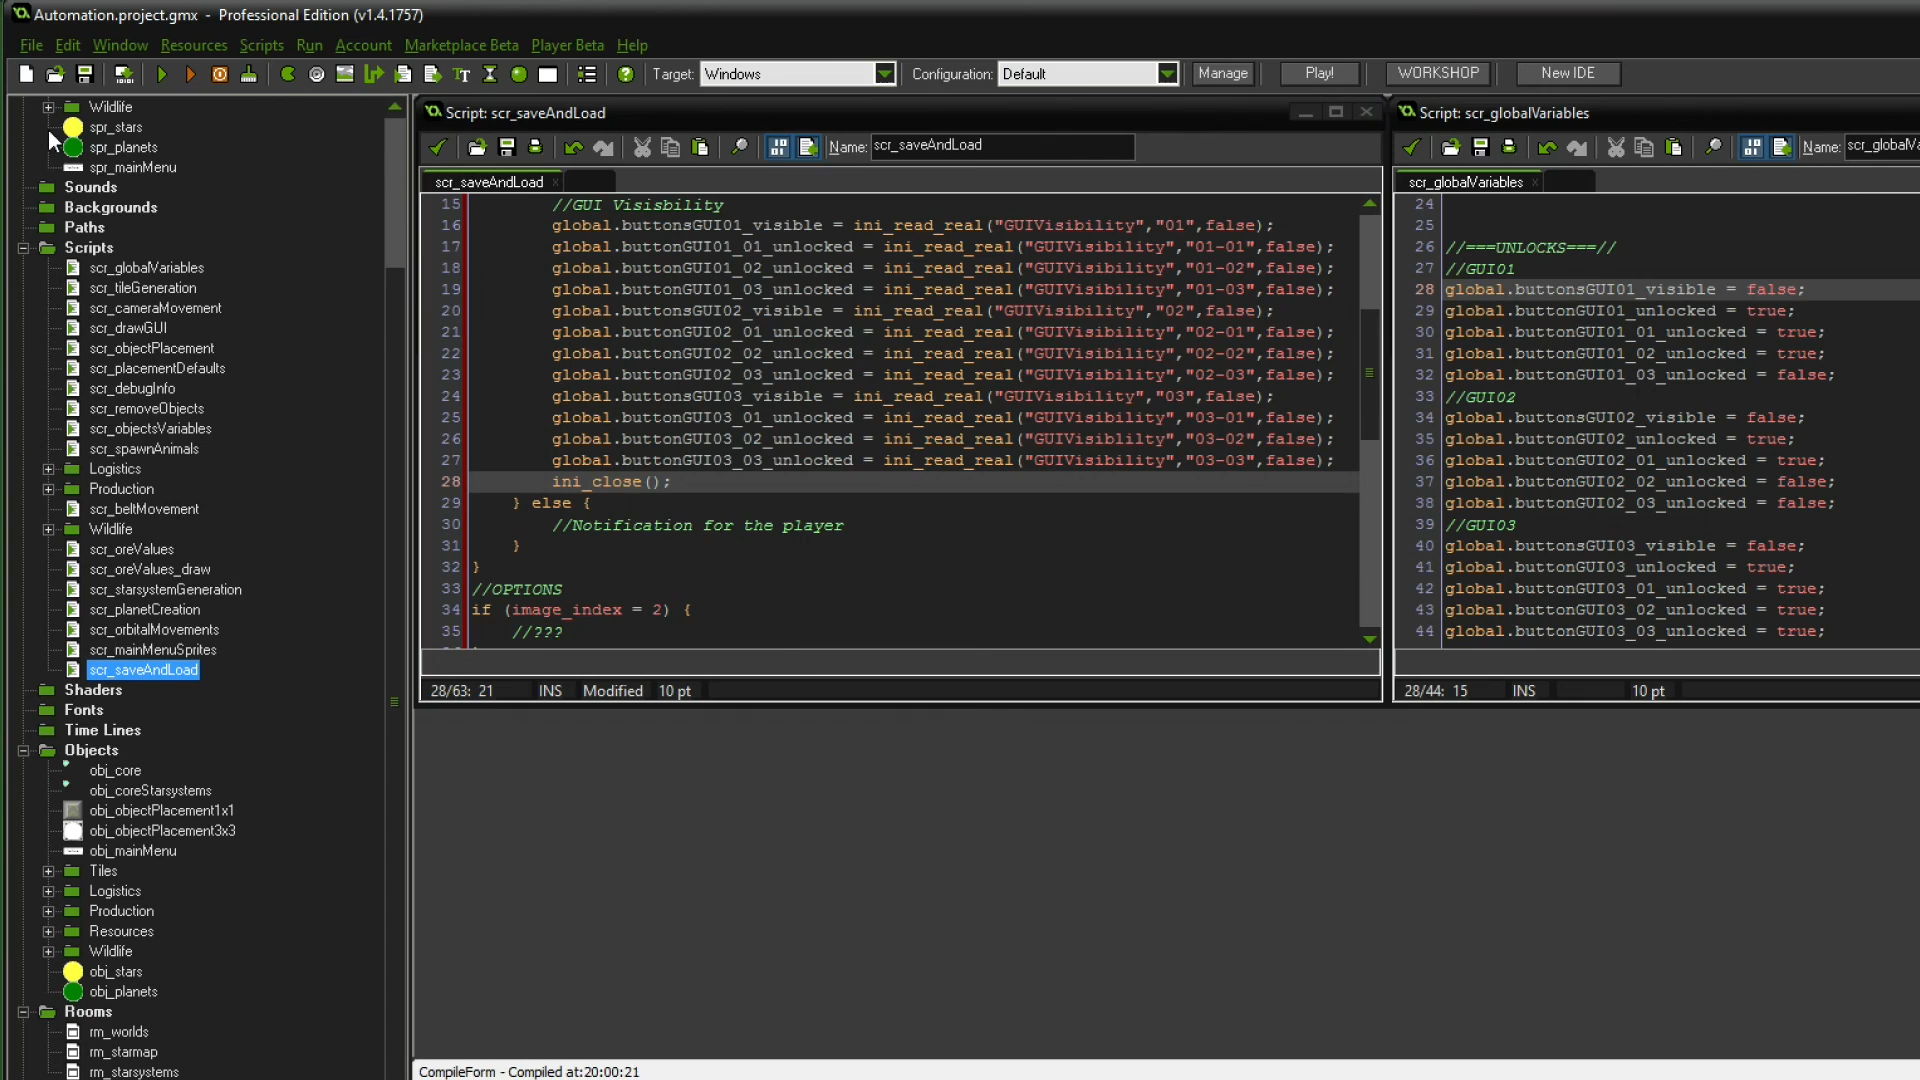 Automation.project.gmx - Professional Edition (v1.4.1757)
File Edit Window Resources Scripts Run Account Marketplace Beta Player Beta Help
Target: Windows Configuration: Default Manage Play! WORKSHOP New IDE
Wildlife
spr_stars
spr_planets
spr_mainMenu
Sounds
Backgrounds
Paths
Scripts
scr_globalVariables
scr_tileGeneration
scr_cameraMovement
scr_drawGUI
scr_objectPlacement
scr_placementDefaults
scr_debugInfo
scr_removeObjects
scr_objectsVariables
scr_spawnAnimals
Logistics
Production
scr_beltMovement
Wildlife
scr_oreValues
scr_oreValues_draw
scr_starsystemGeneration
scr_planetCreation
scr_orbitalMovements
scr_mainMenuSprites
scr_saveAndLoad
Shaders
Fonts
Time Lines
Objects
obj_core
obj_coreStarsystems
obj_objectPlacement1x1
obj_objectPlacement3x3
obj_mainMenu
Tiles
Logistics
Production
Resources
Wildlife
obj_stars
obj_planets
Rooms
rm_worlds
rm_starmap
rm_starsystems
Script: scr_saveAndLoad
Name: scr_saveAndLoad
scr_saveAndLoad
15 //GUI Visisbility
16 global.buttonsGUI01_visible = ini_read_real("GUIVisibility","01",false);
17 global.buttonGUI01_01_unlocked = ini_read_real("GUIVisibility","01-01",false);
18 global.buttonGUI01_02_unlocked = ini_read_real("GUIVisibility","01-02",false);
19 global.buttonGUI01_03_unlocked = ini_read_real("GUIVisibility","01-03",false);
20 global.buttonsGUI02_visible = ini_read_real("GUIVisibility","02",false);
21 global.buttonGUI02_01_unlocked = ini_read_real("GUIVisibility","02-01",false);
22 global.buttonGUI02_02_unlocked = ini_read_real("GUIVisibility","02-02",false);
23 global.buttonGUI02_03_unlocked = ini_read_real("GUIVisibility","02-03",false);
24 global.buttonsGUI03_visible = ini_read_real("GUIVisibility","03",false);
25 global.buttonGUI03_01_unlocked = ini_read_real("GUIVisibility","03-01",false);
26 global.buttonGUI03_02_unlocked = ini_read_real("GUIVisiblilty","03-02",false);
27 global.buttonGUI03_03_unlocked = ini_read_real("GUIVisibility","03-03",false);
28 ini_close();
29 } else {
30 //Notification for the player
31 }
32 }
33 //OPTIONS
34 if (image_index = 2) {
35 //???
28/63: 21 INS Modified 10 pt
Script: scr_globalVariables
Name: scr_globalVa
scr_globalVariables
24
25
26 //===UNLOCKS===//
27 //GUI01
28 global.buttonsGUI01_visible = false;
29 global.buttonGUI01_unlocked = true;
30 global.buttonGUI01_01_unlocked = true;
31 global.buttonGUI01_02_unlocked = true;
32 global.buttonGUI01_03_unlocked = false;
33 //GUI02
34 global.buttonsGUI02_visible = false;
35 global.buttonGUI02_unlocked = true;
36 global.buttonGUI02_01_unlocked = true;
37 global.buttonGUI02_02_unlocked = false;
38 global.buttonGUI02_03_unlocked = false;
39 //GUI03
40 global.buttonsGUI03_visible = false;
41 global.buttonGUI03_unlocked = true;
42 global.buttonGUI03_01_unlocked = true;
43 global.buttonGUI03_02_unlocked = true;
44 global.buttonGUI03_03_unlocked = true;
28/44: 15 INS 10 pt
CompileForm - Compiled at:20:00:21